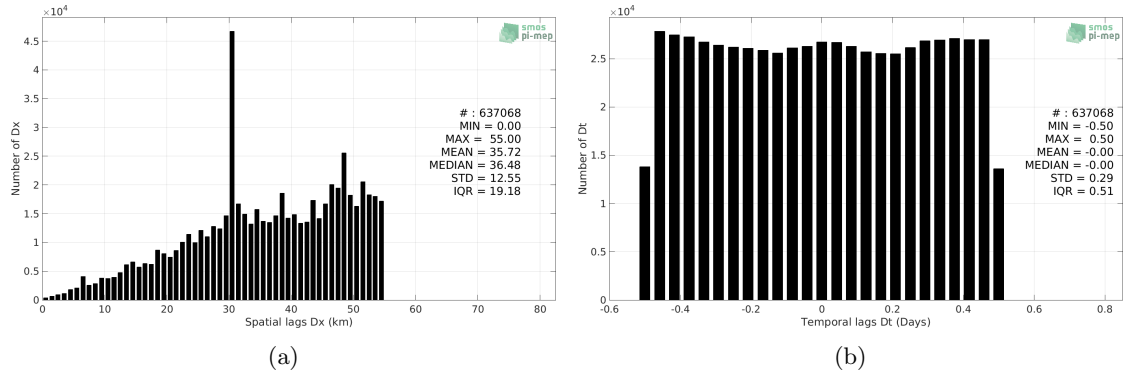 ×10⁴
4.5
4
3.5
3
2.5
2
1.5
1
0.5
0
0 10 20 30 40 50 60 70 80
Number of Dx
Spatial lags Dx (km)
smos
pi-mep
# : 637068
MIN = 0.00
MAX = 55.00
MEAN = 35.72
MEDIAN = 36.48
STD = 12.55
IQR = 19.18
(a)
×10⁴
2.5
2
1.5
1
0.5
0
-0.6 -0.4 -0.2 0 0.2 0.4 0.6 0.8
Number of Dt
Temporal lags Dt (Days)
smos
pi-mep
# : 637068
MIN = -0.50
MAX = 0.50
MEAN = -0.00
MEDIAN = -0.00
STD = 0.29
IQR = 0.51
(b)